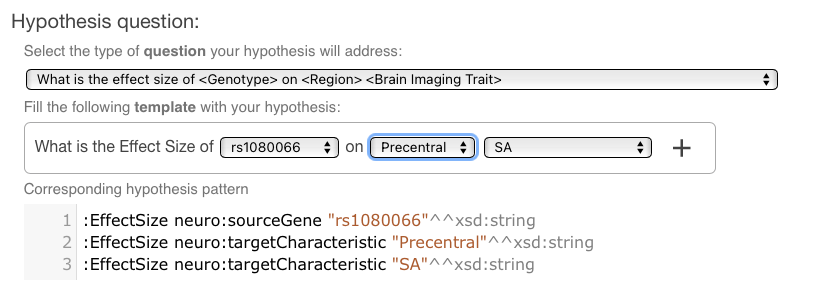 Hypothesis question:
Select the type of question your hypothesis will address:
What is the effect size of <Genotype> on <Region> <Brain Imaging Trait>
Fill the following template with your hypothesis:
What is the Effect Size of rs1080066 on Precentral SA +
Corresponding hypothesis pattern
1 :EffectSize neuro:sourceGene "rs1080066"^^xsd:string
2 :EffectSize neuro:targetCharacteristic "Precentral"^^xsd:string
3 :EffectSize neuro:targetCharacteristic "SA"^^xsd:string